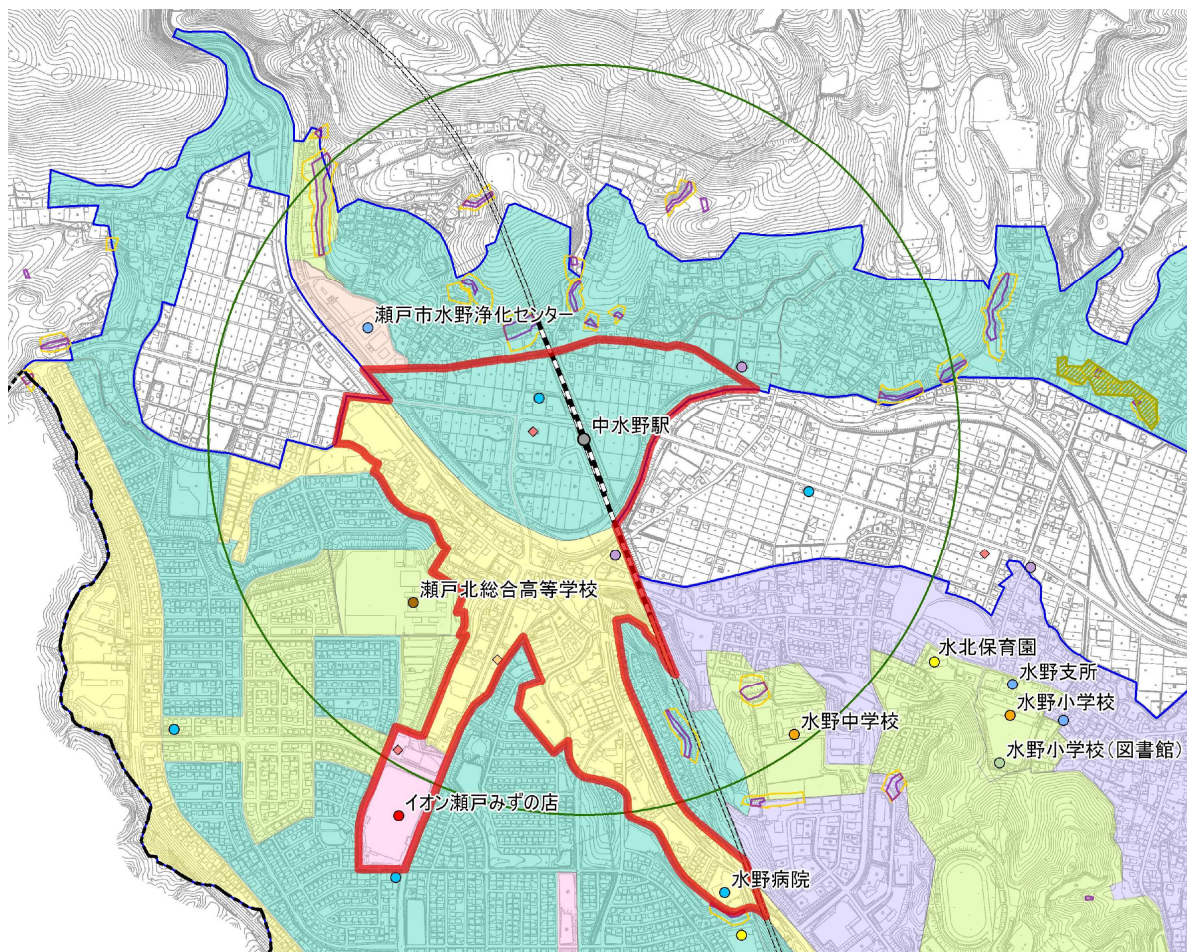 瀬戸市水野浄化センター
中水野駅
瀬戸北総合高等学校
水北保育園
水野支所
水野小学校
水野中学校
水野小学校(図書館)
イオン瀬戸みずの店
水野病院